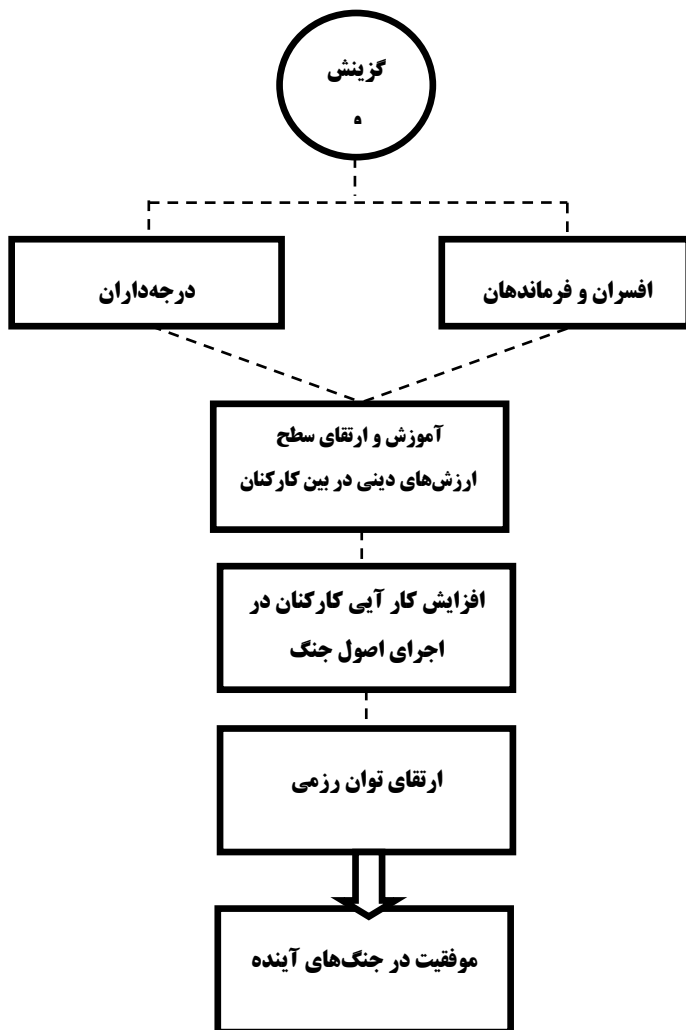 گزینش
و
افسران و فرماندهان
درجه‌داران
آموزش و ارتقای سطح
ارزش‌های دینی در بین کارکنان
افزایش کار آیی کارکنان در
اجرای اصول جنگ
ارتقای توان رزمی
موفقیت در جنگ‌های آینده